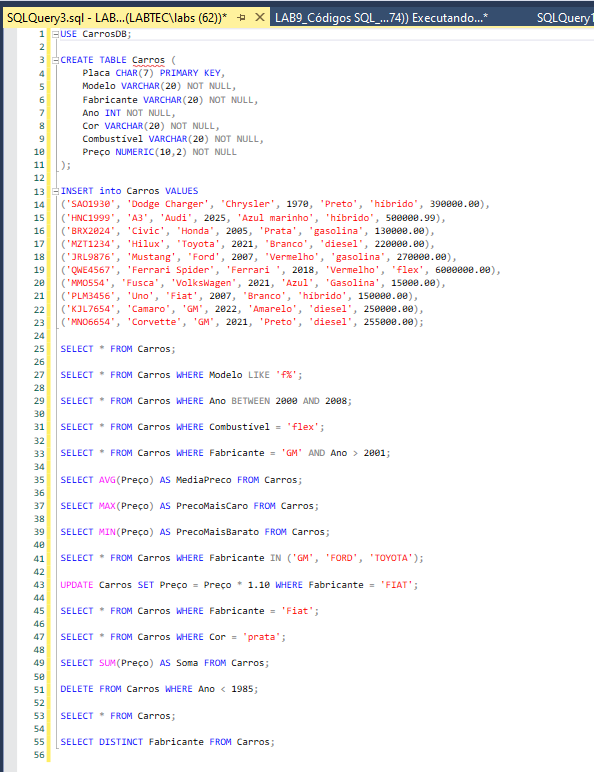 SQLQuery3.sql - LAB...(LABTEC\labs (62))* LAB9_Códigos SQL_...74)) Executando...* SQLQuery1
1 USE CarrosDB;
2
3 CREATE TABLE Carros (
4 Placa CHAR(7) PRIMARY KEY,
5 Modelo VARCHAR(20) NOT NULL,
6 Fabricante VARCHAR(20) NOT NULL,
7 Ano INT NOT NULL,
8 Cor VARCHAR(20) NOT NULL,
9 Combustível VARCHAR(20) NOT NULL,
10 Preço NUMERIC(10,2) NOT NULL
11 );
12
13 INSERT into Carros VALUES
14 ('SAO1930', 'Dodge Charger', 'Chrysler', 1970, 'Preto', 'híbrido', 390000.00),
15 ('HNC1999', 'A3', 'Audi', 2025, 'Azul marinho', 'híbrido', 500000.99),
16 ('BRX2024', 'Civic', 'Honda', 2005, 'Prata', 'gasolina', 130000.00),
17 ('MZT1234', 'Hilux', 'Toyota', 2021, 'Branco', 'diesel', 220000.00),
18 ('JRL9876', 'Mustang', 'Ford', 2007, 'Vermelho', 'gasolina', 270000.00),
19 ('QWE4567', 'Ferrari Spider', 'Ferrari ', 2018, 'Vermelho', 'flex', 6000000.00),
20 ('MMO554', 'Fusca', 'VolksWagen', 2021, 'Azul', 'Gasolina', 15000.00),
21 ('PLM3456', 'Uno', 'Fiat', 2007, 'Branco', 'híbrido', 150000.00),
22 ('KJL7654', 'Camaro', 'GM', 2022, 'Amarelo', 'diesel', 250000.00),
23 ('MNO6654', 'Corvette', 'GM', 2021, 'Preto', 'diesel', 255000.00);
24
25 SELECT * FROM Carros;
26
27 SELECT * FROM Carros WHERE Modelo LIKE 'f%';
28
29 SELECT * FROM Carros WHERE Ano BETWEEN 2000 AND 2008;
30
31 SELECT * FROM Carros WHERE Combustível = 'flex';
32
33 SELECT * FROM Carros WHERE Fabricante = 'GM' AND Ano > 2001;
34
35 SELECT AVG(Preço) AS MediaPreco FROM Carros;
36
37 SELECT MAX(Preço) AS PrecoMaisCaro FROM Carros;
38
39 SELECT MIN(Preço) AS PrecoMaisBarato FROM Carros;
40
41 SELECT * FROM Carros WHERE Fabricante IN ('GM', 'FORD', 'TOYOTA');
42
43 UPDATE Carros SET Preço = Preço * 1.10 WHERE Fabricante = 'FIAT';
44
45 SELECT * FROM Carros WHERE Fabricante = 'Fiat';
46
47 SELECT * FROM Carros WHERE Cor = 'prata';
48
49 SELECT SUM(Preço) AS Soma FROM Carros;
50
51 DELETE FROM Carros WHERE Ano < 1985;
52
53 SELECT * FROM Carros;
54
55 SELECT DISTINCT Fabricante FROM Carros;
56